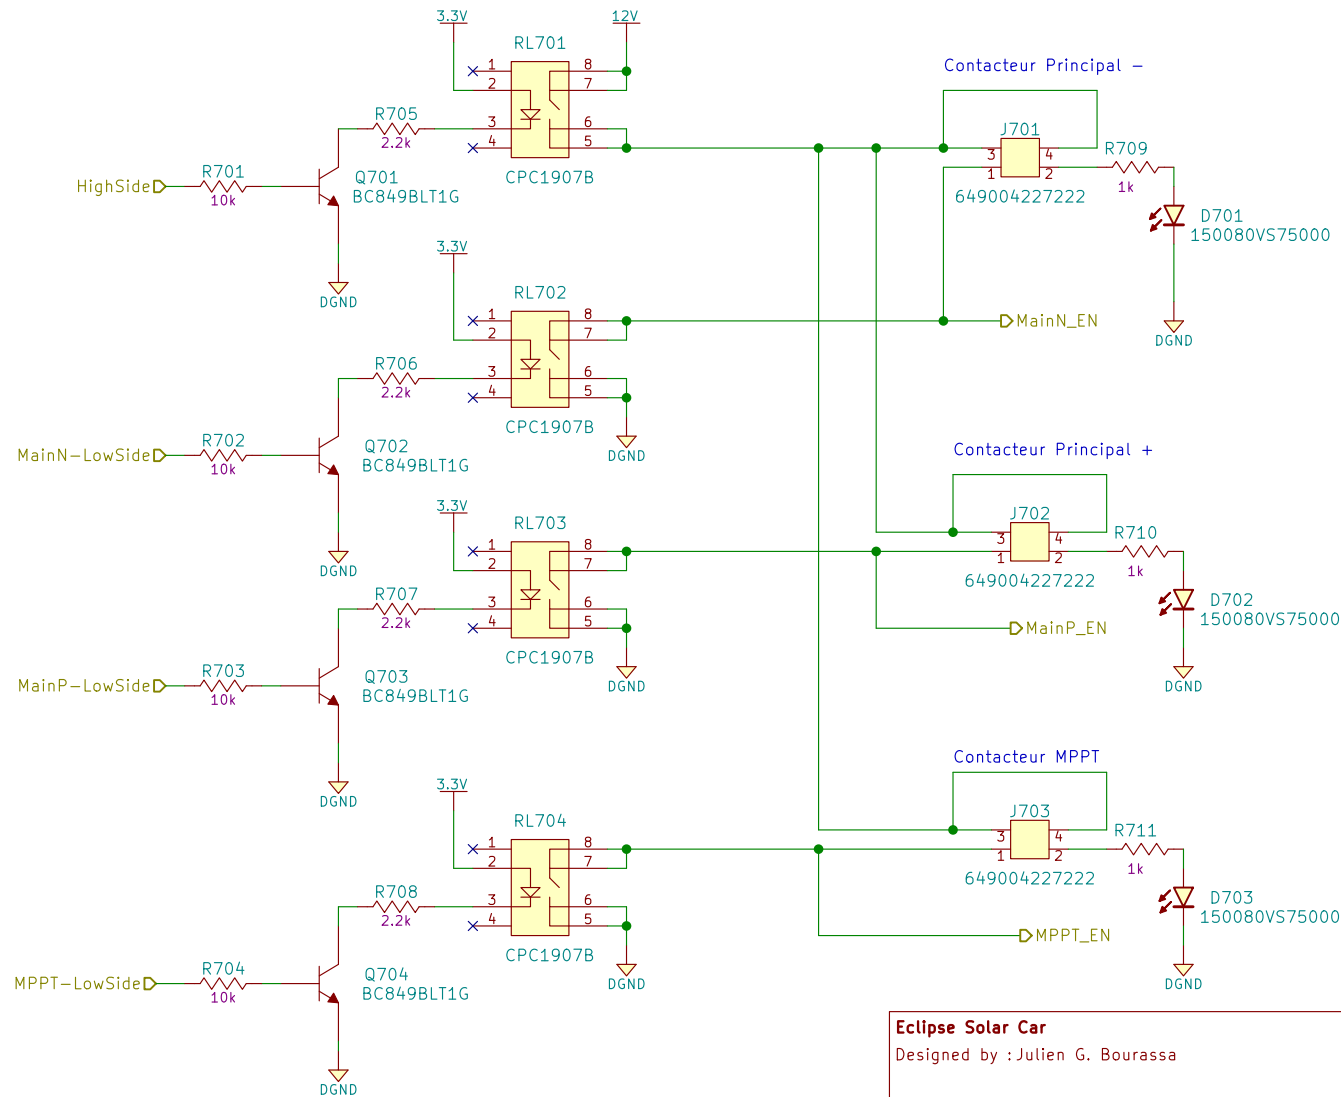 3.3V
12V
RL701
1
2
3
4
8
7
6
5
CPC1907B
HighSide
R701
10k
R705
2.2k
Q701
BC849BLT1G
DGND
Contacteur Principal -
J701
3
1
4
2
649004227222
R709
1k
D701
150080VS75000
DGND
3.3V
RL702
1
2
3
4
8
7
6
5
CPC1907B
DGND
MainN_EN
MainN-LowSide
R702
10k
R706
2.2k
Q702
BC849BLT1G
DGND
Contacteur Principal +
J702
3
1
4
2
649004227222
R710
1k
D702
150080VS75000
DGND
3.3V
RL703
1
2
3
4
8
7
6
5
CPC1907B
DGND
MainP_EN
MainP-LowSide
R703
10k
R707
2.2k
Q703
BC849BLT1G
DGND
Contacteur MPPT
J703
3
1
4
2
649004227222
R711
1k
D703
150080VS75000
DGND
3.3V
RL704
1
2
3
4
8
7
6
5
CPC1907B
DGND
MPPT_EN
MPPT-LowSide
R704
10k
R708
2.2k
Q704
BC849BLT1G
DGND
Eclipse Solar Car
Designed by :Julien G. Bourassa